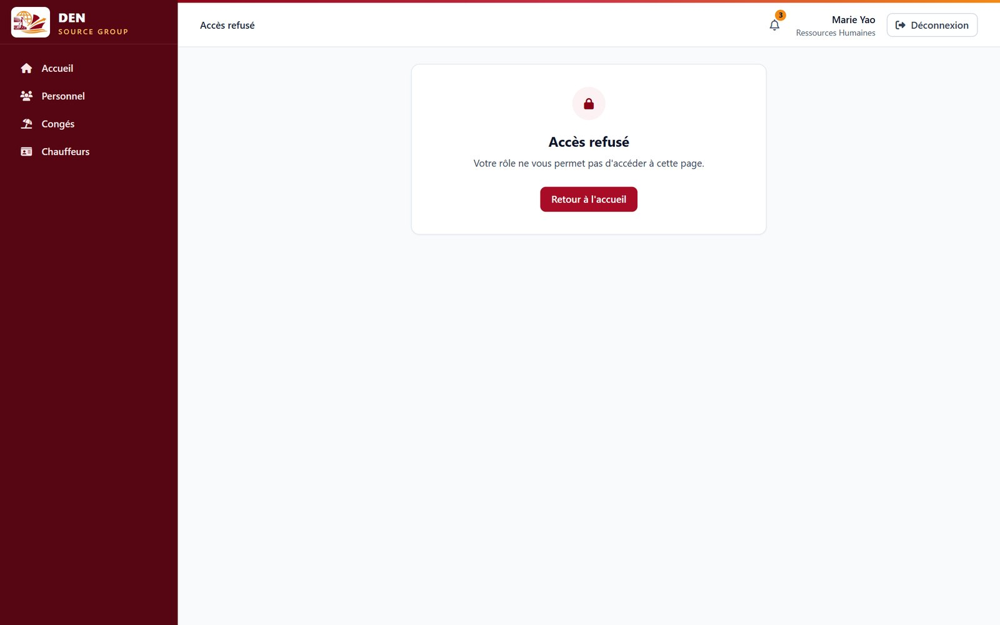 DEN
SOURCE GROUP
Accueil
Personnel
Congés
Chauffeurs
Accès refusé
3
Marie Yao
Ressources Humaines
Déconnexion
Accès refusé
Votre rôle ne vous permet pas d'accéder à cette page.
Retour à l'accueil